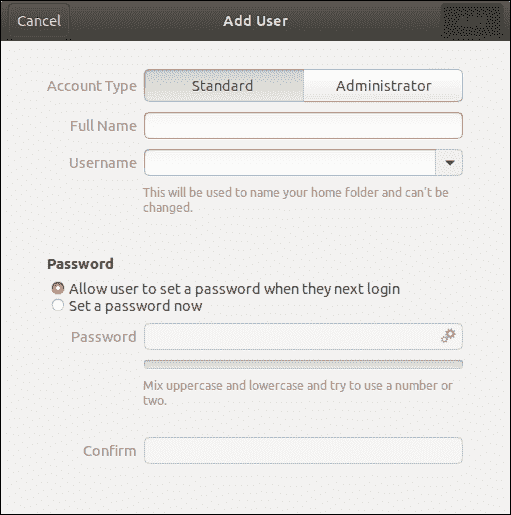 Cancel Add User
Account Type Standard Administrator
Full Name
Username
This will be used to name your home folder and can't be
changed.
Password
Allow user to set a password when they next login
Set a password now
Password
Mix uppercase and lowercase and try to use a number or
two.
Confirm